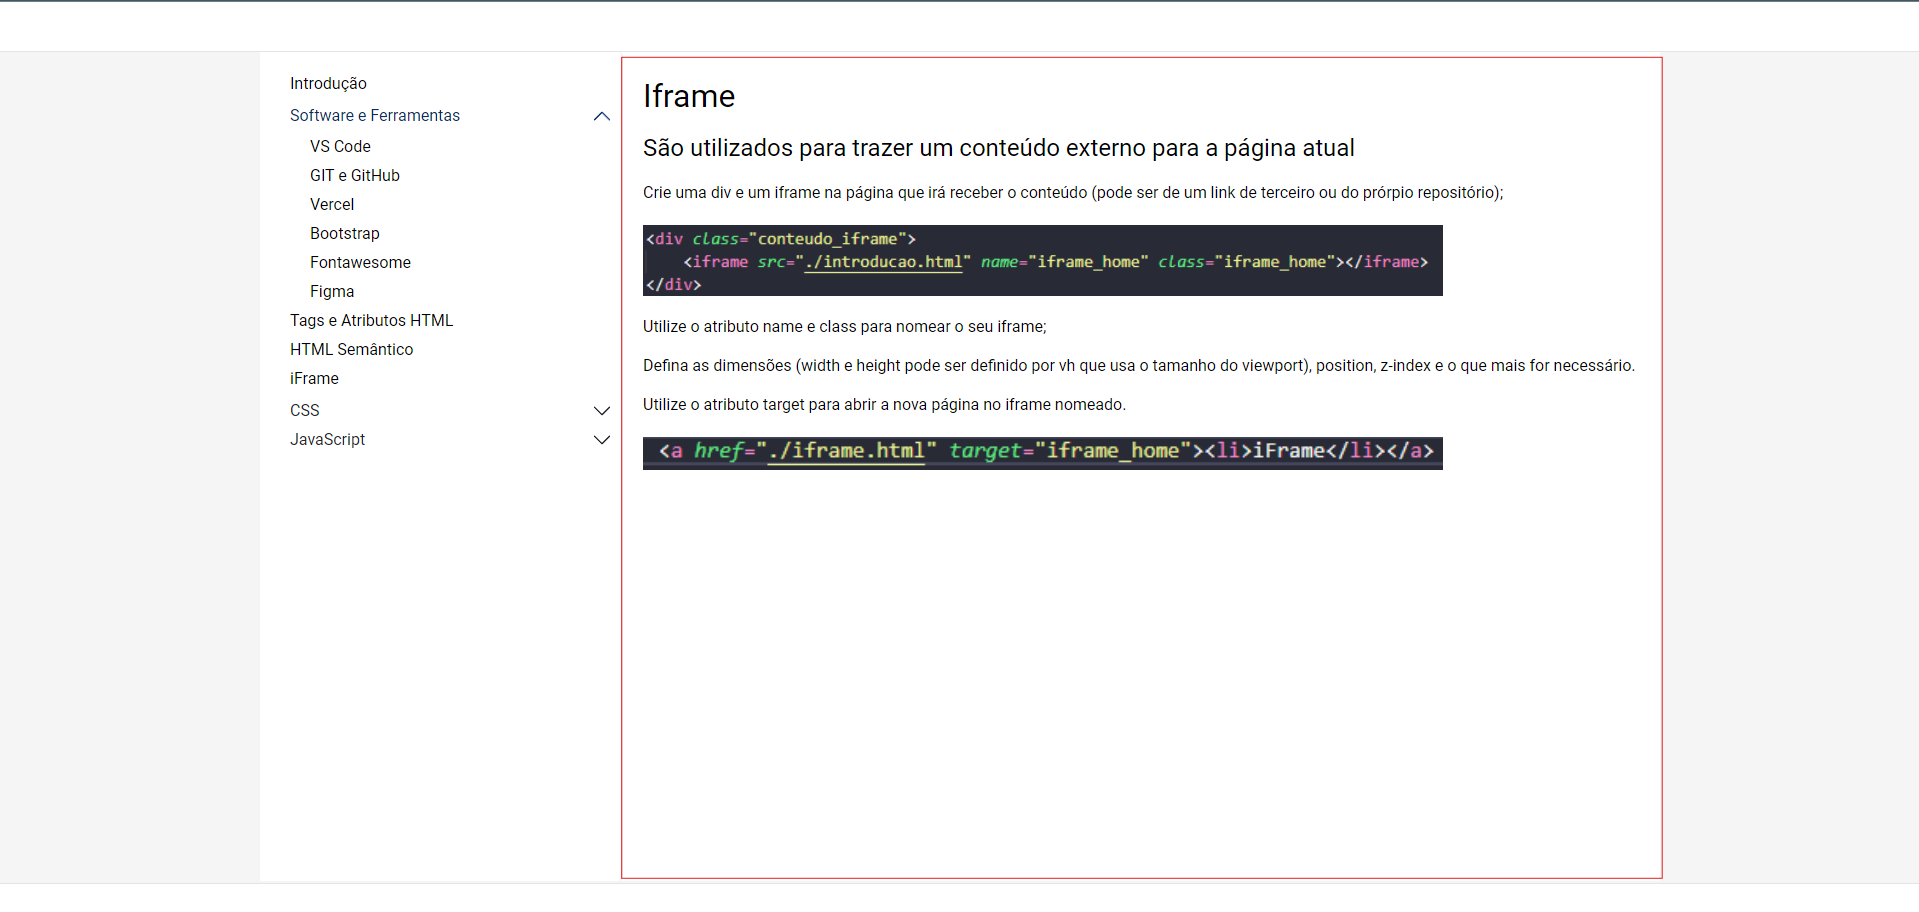 Introdução
Software e Ferramentas
VS Code
GIT e GitHub
Vercel
Bootstrap
Fontawesome
Figma
Tags e Atributos HTML
HTML Semântico
iFrame
CSS
JavaScript
Iframe
São utilizados para trazer um conteúdo externo para a página atual
Crie uma div e um iframe na página que irá receber o conteúdo (pode ser de um link de terceiro ou do prórpio repositório);
<div class="conteudo_iframe">
<iframe src="./introducao.html" name="iframe_home" class="iframe_home"></iframe>
</div>
Utilize o atributo name e class para nomear o seu iframe;
Defina as dimensões (width e height pode ser definido por vh que usa o tamanho do viewport), position, z-index e o que mais for necessário.
Utilize o atributo target para abrir a nova página no iframe nomeado.
<a href="./iframe.html" target="iframe_home"><li>iFrame</li></a>